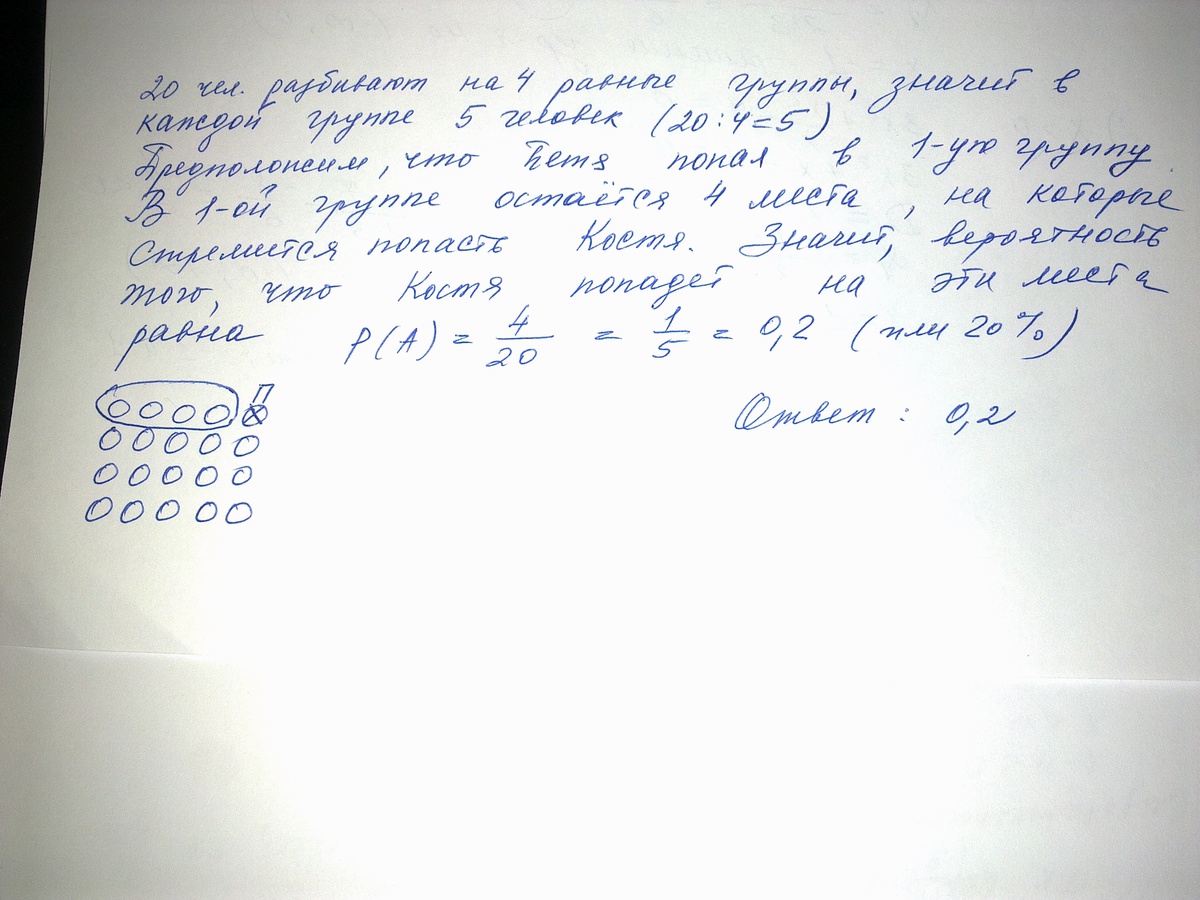 20 чел. разбивают на 4 равные группы, значит в
каждой группе 5 человек (20:4=5)
Предположим, что Петя попал в 1-ую группу.
В 1-ой группе остаётся 4 места, на которые
стремится попасть Костя. Значит, вероятность
того, что Костя попадет на эти места
равна P(A) = 4/20 = 1/5 = 0,2 (или 20%)
П
Ответ: 0,2